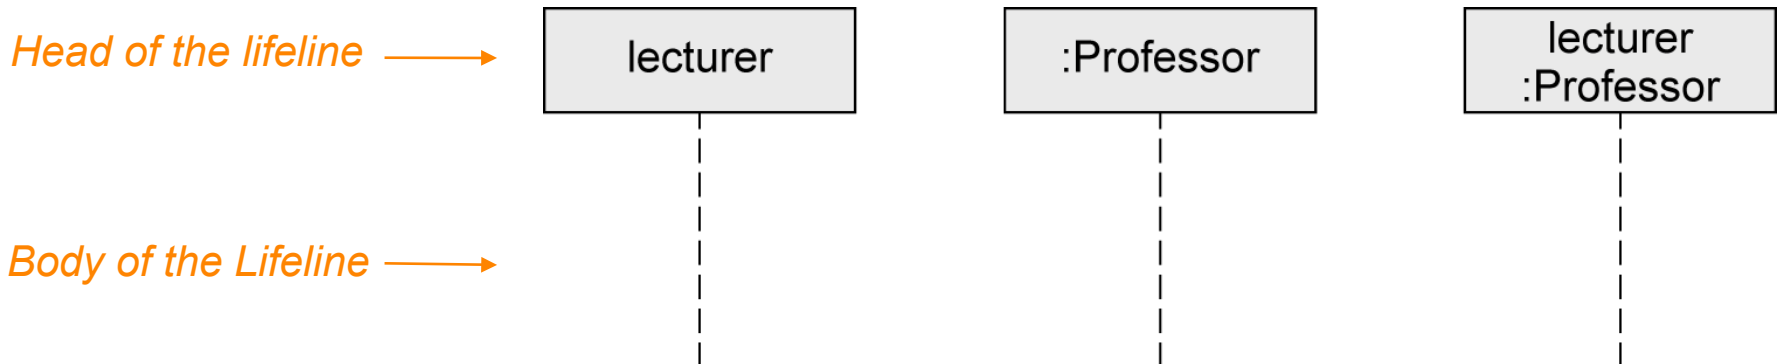 Head of the lifeline
lecturer
:Professor
lecturer
:Professor
Body of the Lifeline